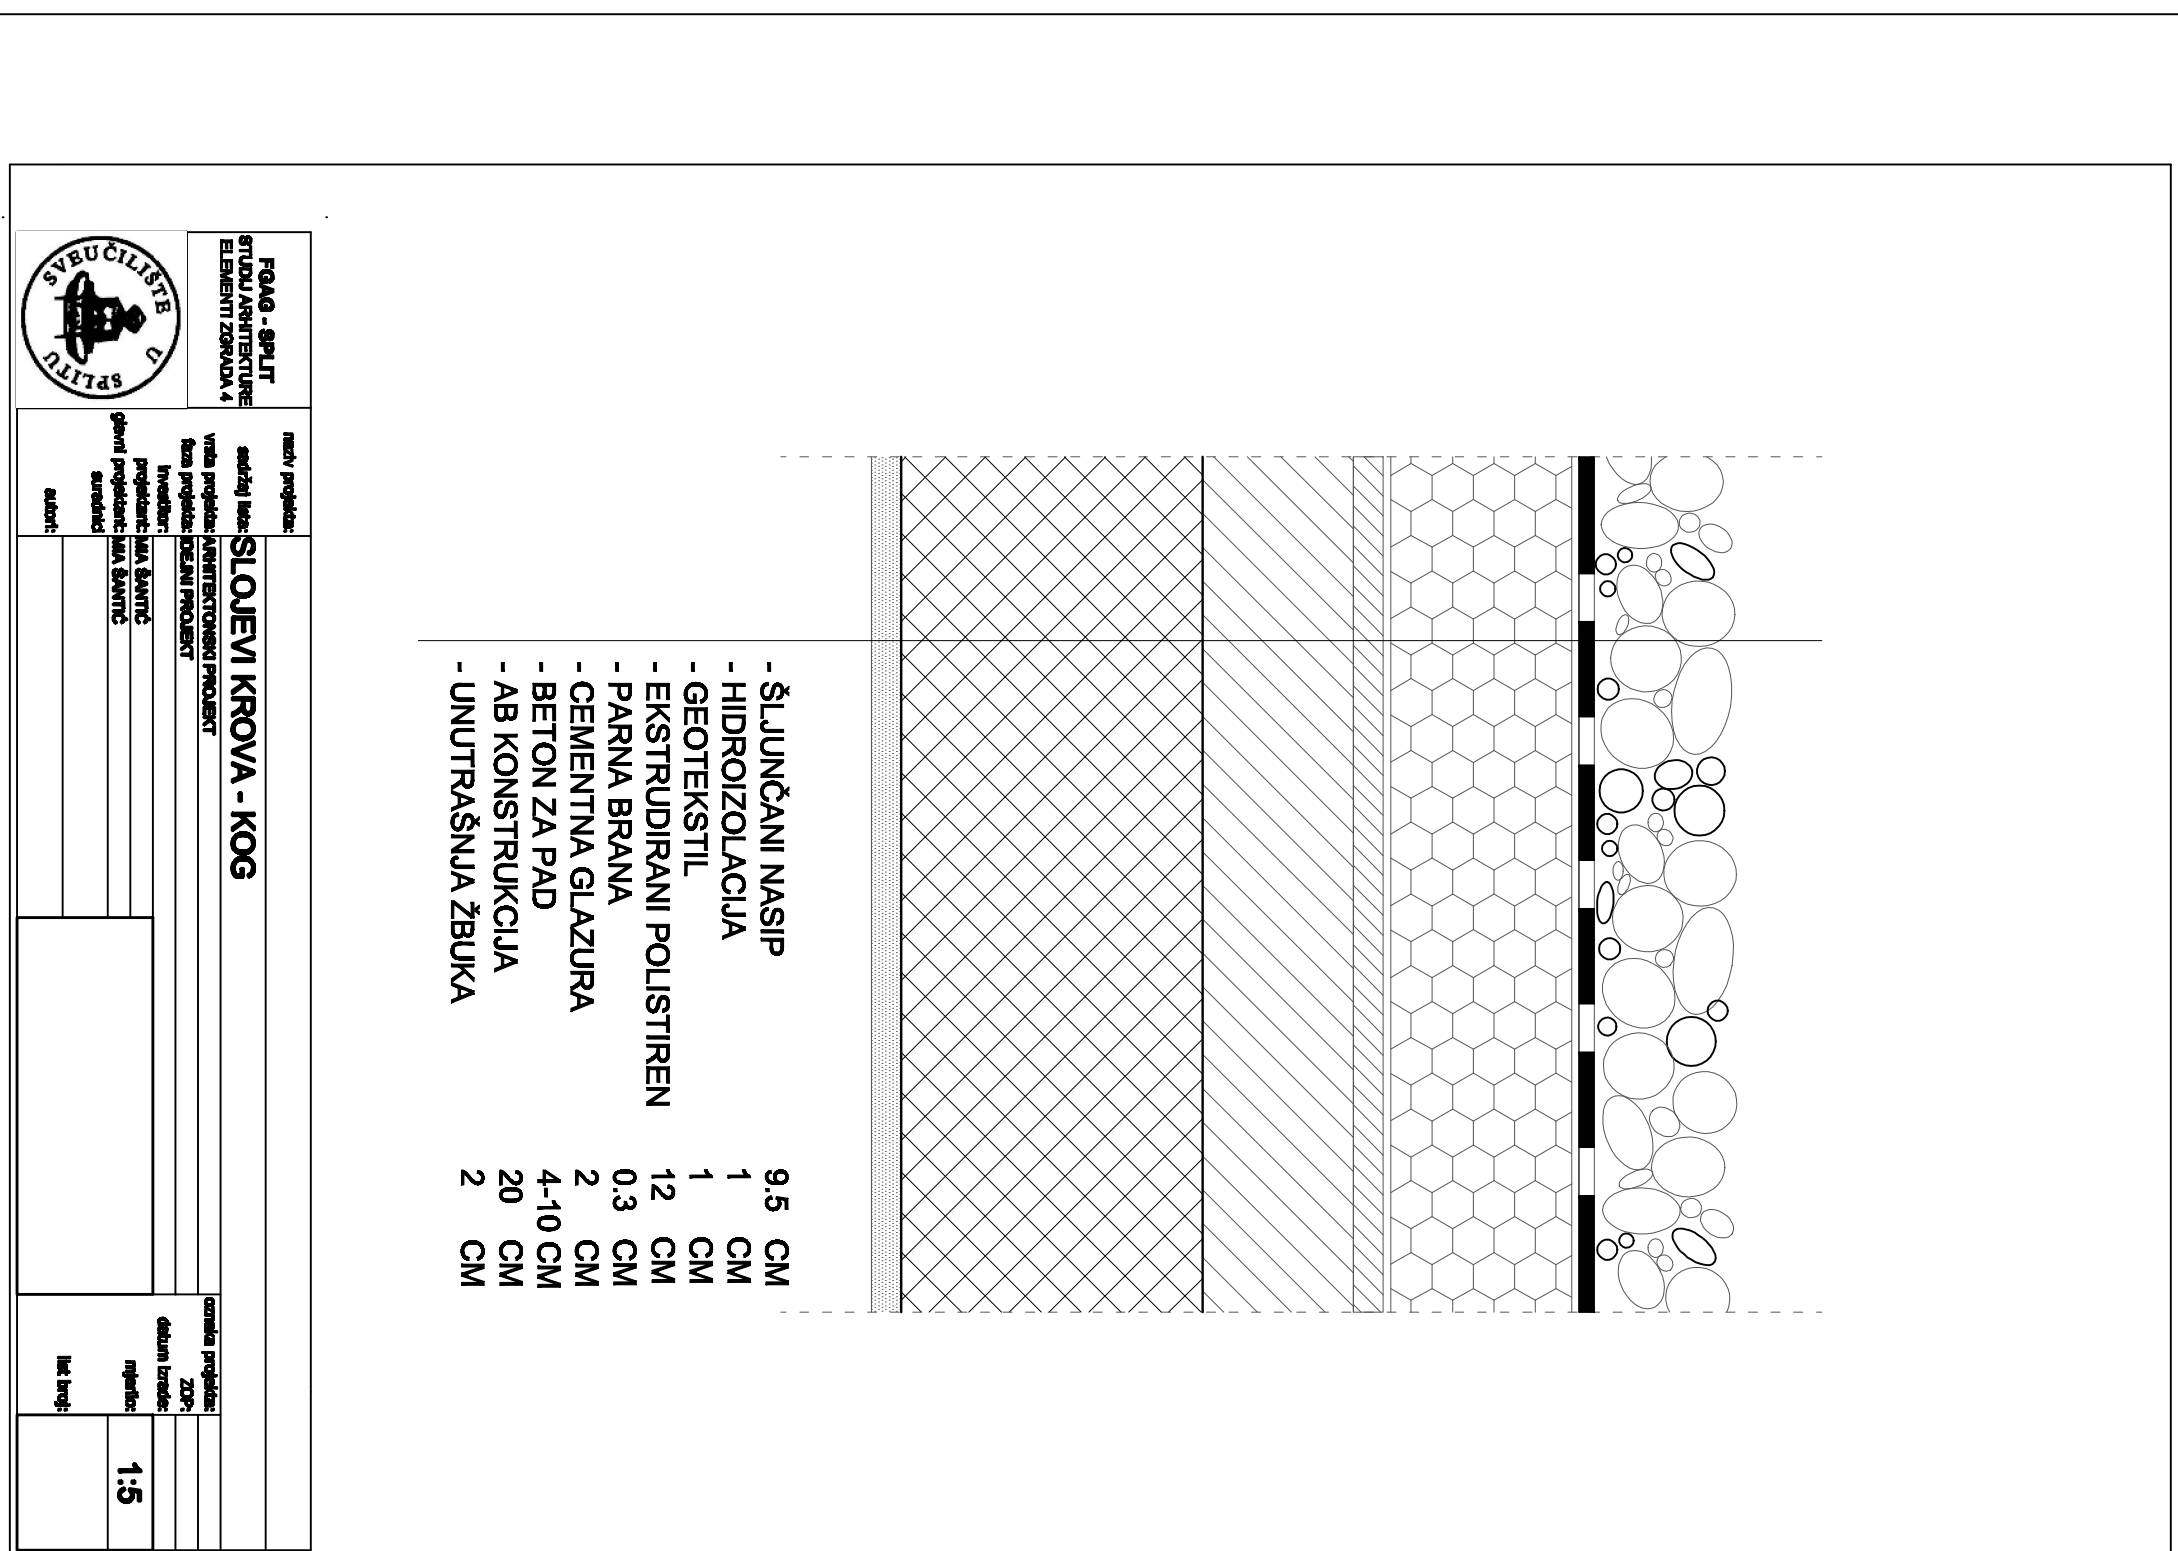 - ŠLJUNČANI NASIP 9.5 CM
- HIDROIZOLACIJA 1 CM
- GEOTEKSTIL 1 CM
- EKSTRUDIRANI POLISTIREN 12 CM
- PARNA BRANA 0.3 CM
- CEMENTNA GLAZURA 2 CM
- BETON ZA PAD 4-10 CM
- AB KONSTRUKCIJA 20 CM
- UNUTRAŠNJA ŽBUKA 2 CM
FGAG - SPLIT
STUDIJ ARHITEKTURE
ELEMENTI ZGRADA 4
SVEUČILIŠTE U SPLITU
naziv projekta:
sadržaj lista: SLOJEVI KROVA - KOG
vrsta projekta: ARHITEKTONSKI PROJEKT
faza projekta: IDEJNI PROJEKT
investitor:
projektant: MIA ŠANTIĆ
glavni projektant: MIA ŠANTIĆ
suradnici
autori:
oznaka projekta:
ZOP:
datum izrade:
mjerilo: 1:5
list broj: